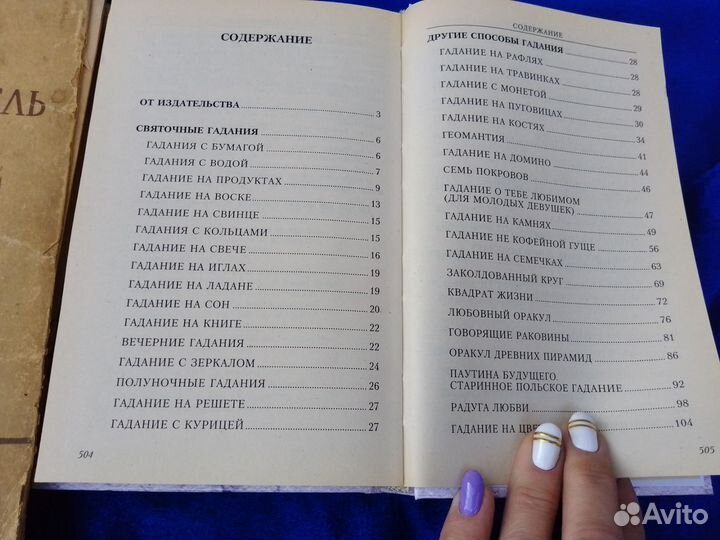 ЕЛЬ
СОДЕРЖАНИЕ
ОТ ИЗДАТЕЛЬСТВА 3
СВЯТОЧНЫЕ ГАДАНИЯ 6
ГАДАНИЯ С БУМАГОЙ 6
ГАДАНИЯ С ВОДОЙ 7
ГАДАНИЕ НА ПРОДУКТАХ 9
ГАДАНИЕ НА ВОСКЕ 13
ГАДАНИЕ НА СВИНЦЕ 15
ГАДАНИЯ С КОЛЬЦАМИ 15
ГАДАНИЕ НА СВЕЧЕ 16
ГАДАНИЕ НА ИГЛАХ 19
ГАДАНИЕ НА ЛАДАНЕ 19
ГАДАНИЕ НА СОН 20
ГАДАНИЕ НА КНИГЕ 22
ВЕЧЕРНИЕ ГАДАНИЯ 22
ГАДАНИЕ С ЗЕРКАЛОМ 24
ПОЛУНОЧНЫЕ ГАДАНИЯ 26
ГАДАНИЕ НА РЕШЕТЕ 27
ГАДАНИЕ С КУРИЦЕЙ 27
504
СОДЕРЖАНИЕ
ДРУГИЕ СПОСОБЫ ГАДАНИЯ 28
ГАДАНИЕ НА РАФЛЯХ 28
ГАДАНИЕ НА ТРАВИНКАХ 28
ГАДАНИЕ С МОНЕТОЙ 29
ГАДАНИЕ НА ПУГОВИЦАХ 30
ГАДАНИЕ НА КОСТЯХ 34
ГЕОМАНТИЯ 41
ГАДАНИЕ НА ДОМИНО 44
СЕМЬ ПОКРОВОВ 46
ГАДАНИЕ О ТЕБЕ ЛЮБИМОМ
(ДЛЯ МОЛОДЫХ ДЕВУШЕК) 47
ГАДАНИЕ НА КАМНЯХ 49
ГАДАНИЕ НЕ КОФЕЙНОЙ ГУЩЕ 56
ГАДАНИЕ НА СЕМЕЧКАХ 63
ЗАКОЛДОВАННЫЙ КРУГ 69
КВАДРАТ ЖИЗНИ 72
ЛЮБОВНЫЙ ОРАКУЛ 76
ГОВОРЯЩИЕ РАКОВИНЫ 81
ОРАКУЛ ДРЕВНИХ ПИРАМИД 86
ПАУТИНА БУДУЩЕГО.
СТАРИННОЕ ПОЛЬСКОЕ ГАДАНИЕ 92
РАДУГА ЛЮБВИ 98
ГАДАНИЕ НА ЦВЕ 104
505
Avito